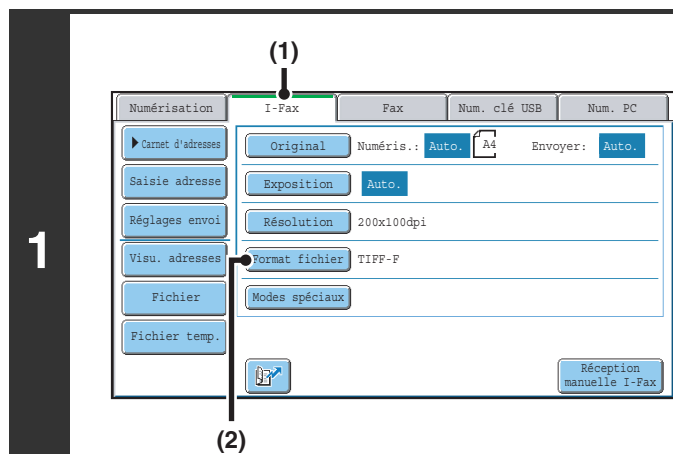 (1)
Numérisation I-Fax Fax Num. clé USB Num. PC
Carnet d'adresses Original Numéris.: Auto. A4 Envoyer: Auto.
Saisie adresse Exposition Auto.
Réglages envoi Résolution 200x100dpi
1
Visu. adresses Format fichier TIFF-F
Fichier Modes spéciaux
Fichier temp.
Réception
manuelle I-Fax
(2)